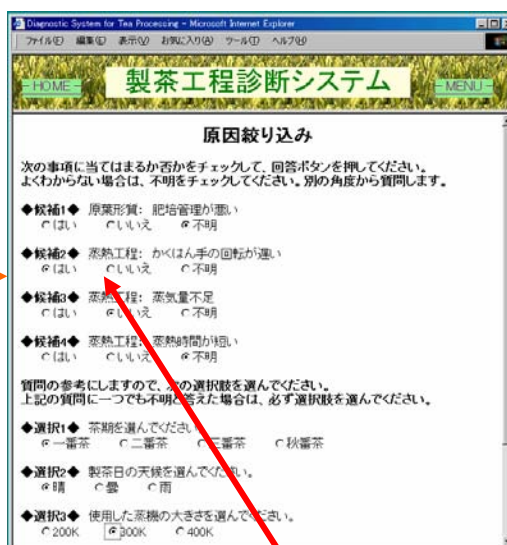 Diagnostic System for Tea Processing - Microsoft Internet Explorer
ファイル(F) 編集(E) 表示(V) お気に入り(A) ツール(T) ヘルプ(H)
- HOME - 製茶工程診断システム - MENU -
原因絞り込み
次の事項に当てはまるか否かをチェックして、回答ボタンを押してください。
よくわからない場合は、不明をチェックしてください。別の角度から質問します。
◆候補1◆ 原葉形質: 肥培管理が悪い
はい いいえ 不明
◆候補2◆ 蒸熱工程: かくはん手の回転が速い
はい いいえ 不明
◆候補3◆ 蒸熱工程: 蒸気量不足
はい いいえ 不明
◆候補4◆ 蒸熱工程: 蒸熱時間が短い
はい いいえ 不明
質問の参考にしますので、次の選択肢を選んでください。
上記の質問に一つでも不明と答えた場合は、必ず選択肢を選んでください。
◆選択1◆ 茶期を選んでください。
一番茶 二番茶 三番茶 秋番茶
◆選択2◆ 製茶日の天候を選んでください。
晴 曇 雨
◆選択3◆ 使用した蒸機の大きさを選んでください。
200K 300K 400K